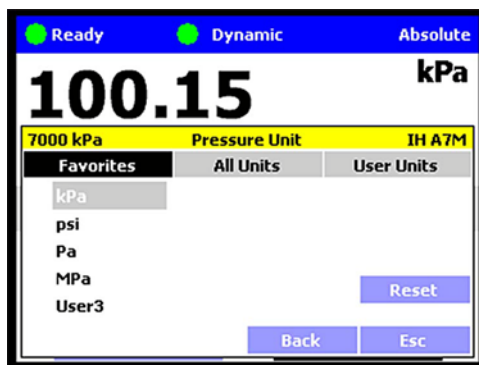 Ready Dynamic Absolute
100.15 kPa
7000 kPa Pressure Unit IH A7M
Favorites All Units User Units
kPa
psi
Pa
MPa
Reset
User3
Back Esc